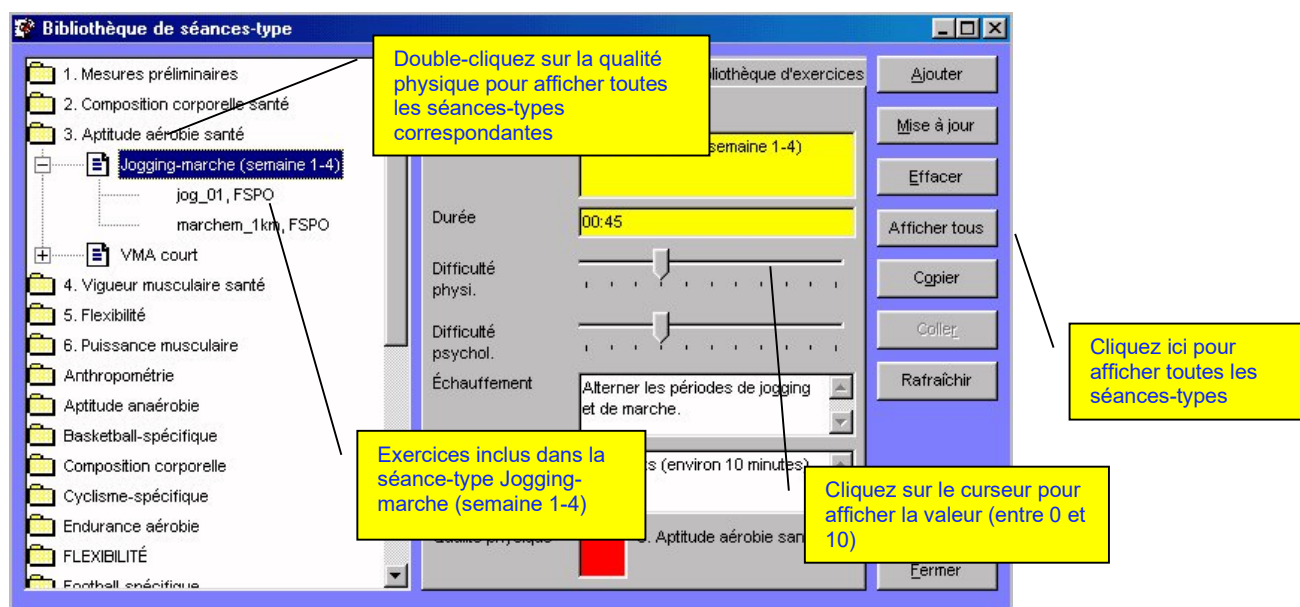 Bibliothèque de séances-type
1. Mesures préliminaires
2. Composition corporelle santé
3. Aptitude aérobie santé
Jogging-marche (semaine 1-4)
jog_01, FSPO
marchem_1km, FSPO
VMA court
4. Vigueur musculaire santé
5. Flexibilité
6. Puissance musculaire
Anthropométrie
Aptitude anaérobie
Basketball-spécifique
Composition corporelle
Cyclisme-spécifique
Endurance aérobie
FLEXIBILITÉ
Football spécifique
Double-cliquez sur la qualité
physique pour afficher toutes
les séances-types
correspondantes
d'exercices
semaine 1-4)
Durée
00:45
Difficulté
physi.
Difficulté
psychol.
Échauffement
Alterner les périodes de jogging
et de marche.
(environ 10 minutes)
Aptitude aérobie
Exercices inclus dans la
séance-type Jogging-
marche (semaine 1-4)
Cliquez sur le curseur pour
afficher la valeur (entre 0 et
10)
Ajouter
Mise à jour
Effacer
Afficher tous
Copier
Coller
Rafraîchir
Fermer
Cliquez ici pour
afficher toutes les
séances-types